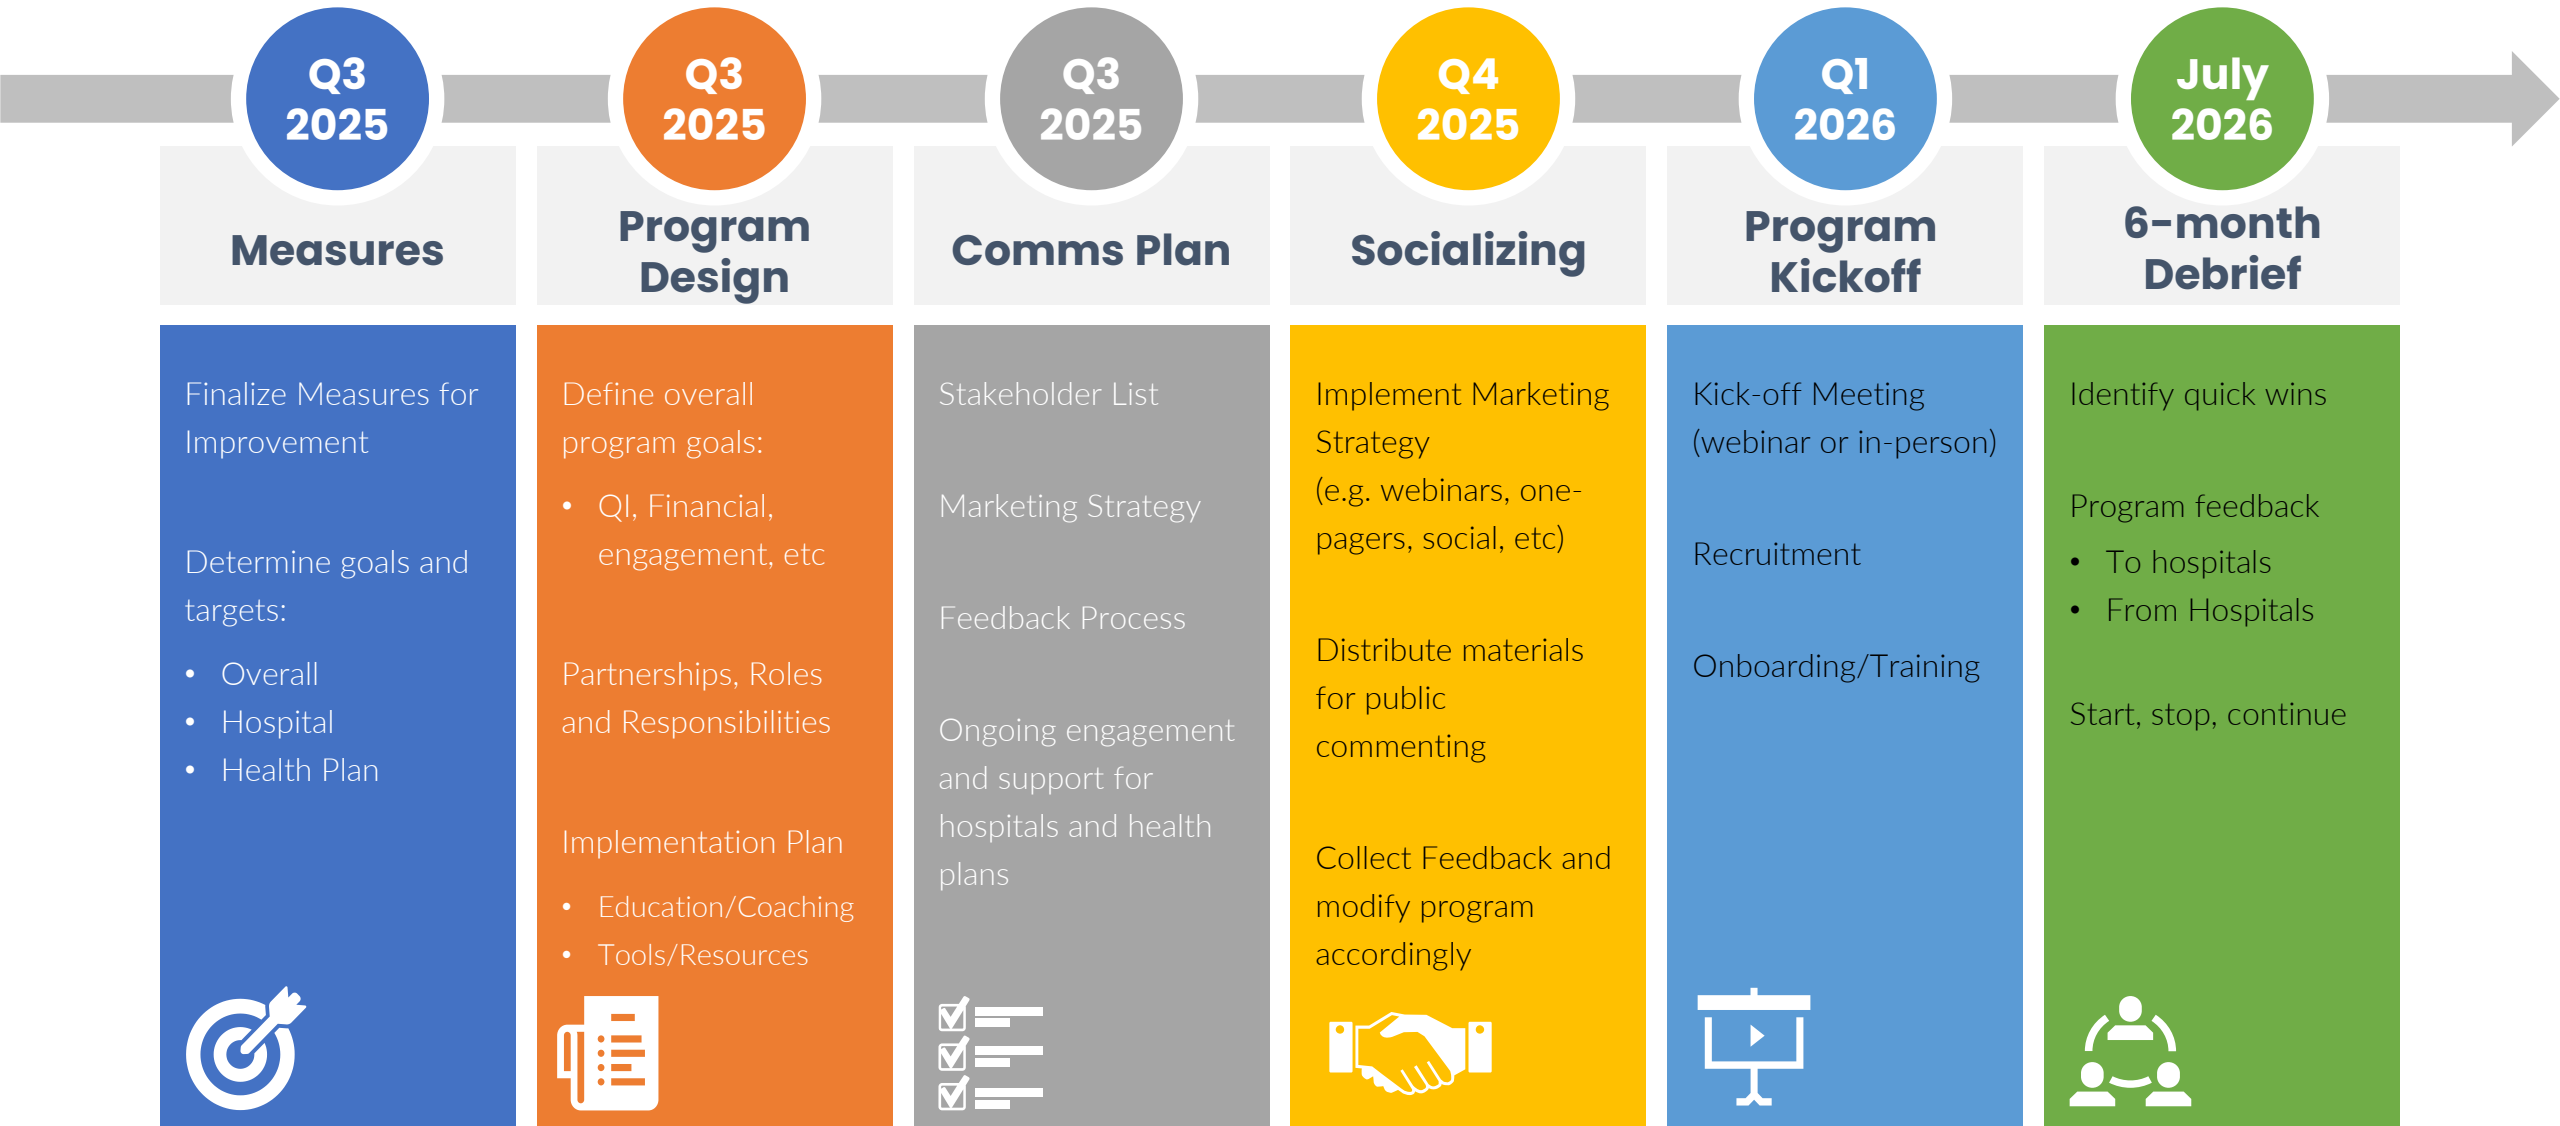 Q3
2025
Measures
Finalize Measures for
Improvement
Determine goals and
targets:
• Overall
• Hospital
• Health Plan
Q3
2025
Program
Design
Define overall
program goals:
• QI, Financial,
engagement, etc
Partnerships, Roles
and Responsibilities
Implementation Plan
• Education/Coaching
• Tools/Resources
Q3
2025
Comms Plan
Stakeholder List
Marketing Strategy
Feedback Process
Ongoing engagement
and support for
hospitals and health
plans
Q4
2025
Socializing
Implement Marketing
Strategy
(e.g. webinars, one-
pagers, social, etc)
Distribute materials
for public
commenting
Collect Feedback and
modify program
accordingly
Q1
2026
Program
Kickoff
Kick-off Meeting
(webinar or in-person)
Recruitment
Onboarding/Training
July
2026
6-month
Debrief
Identify quick wins
Program feedback
• To hospitals
• From Hospitals
Start, stop, continue